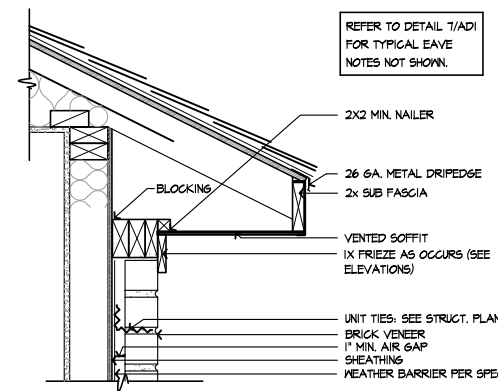 REFER TO DETAIL 7/AD1
FOR TYPICAL EAVE
NOTES NOT SHOWN.
2X2 MIN. NAILER
26 GA. METAL DRIPEDGE
2x SUB FASCIA
BLOCKING
VENTED SOFFIT
1X FRIEZE AS OCCURS (SEE
ELEVATIONS)
UNIT TIES: SEE STRUCT. PLAN
BRICK VENEER
1" MIN. AIR GAP
SHEATHING
WEATHER BARRIER PER SPE